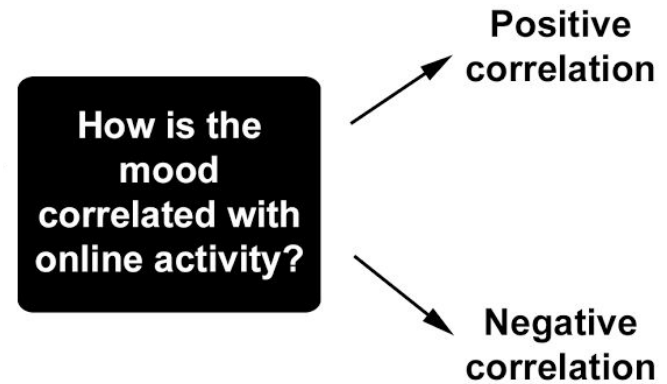 Positive
correlation
How is the
mood
correlated with
online activity?
Negative
correlation